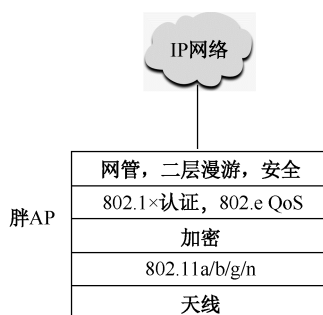 IP网络
胖AP
网管，二层漫游，安全
802.1×认证，802.e QoS
加密
802.11a/b/g/n
天线